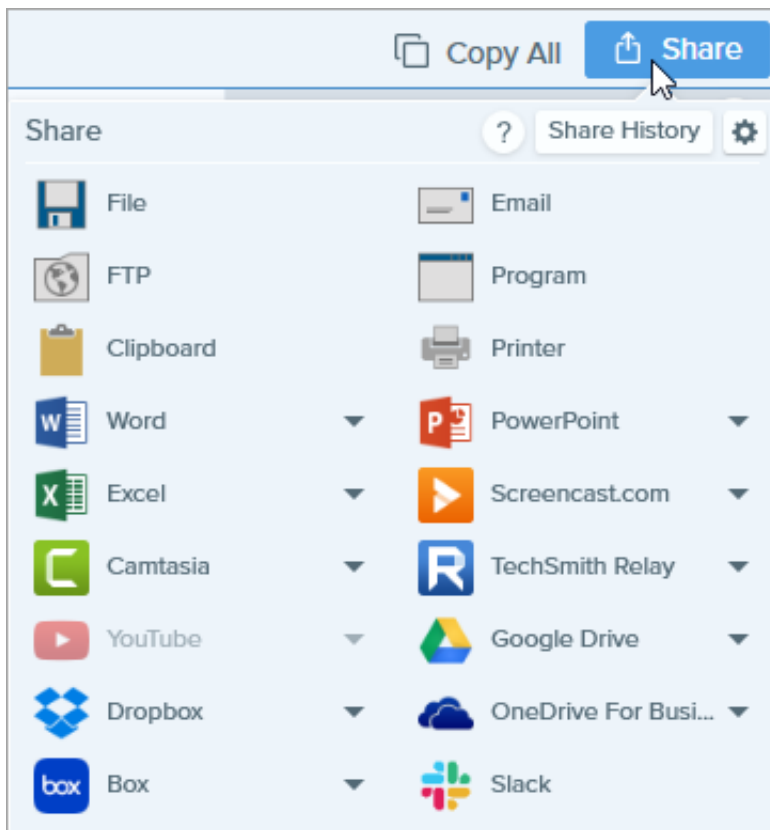 Copy All Share
Share ? Share History
File Email
FTP Program
Clipboard Printer
W Word P PowerPoint
X Excel Screencast.com
C Camtasia R TechSmith Relay
YouTube Google Drive
Dropbox OneDrive For Busi...
box Box Slack